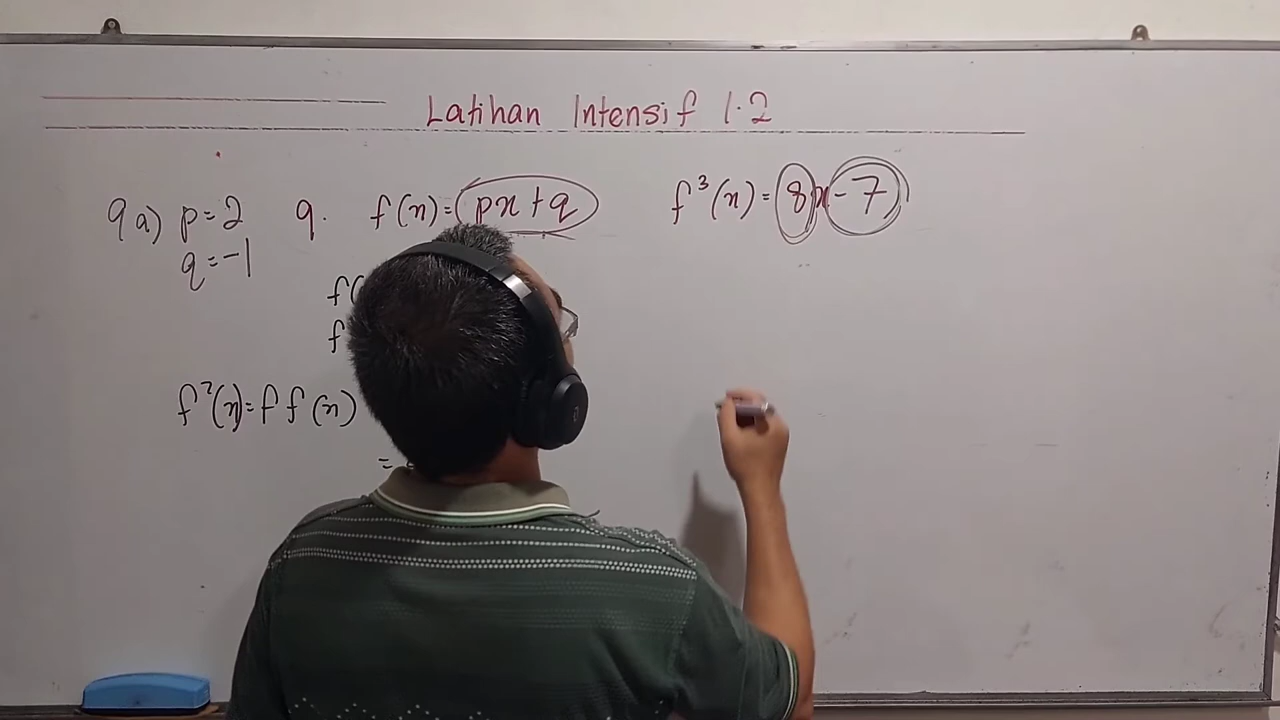 Latihan Intensif 1.2
9a) p=2 9. f(x)=px+q f³(x)=8x-7
q=-1
f(
f
f²(x)=f f(x)
=